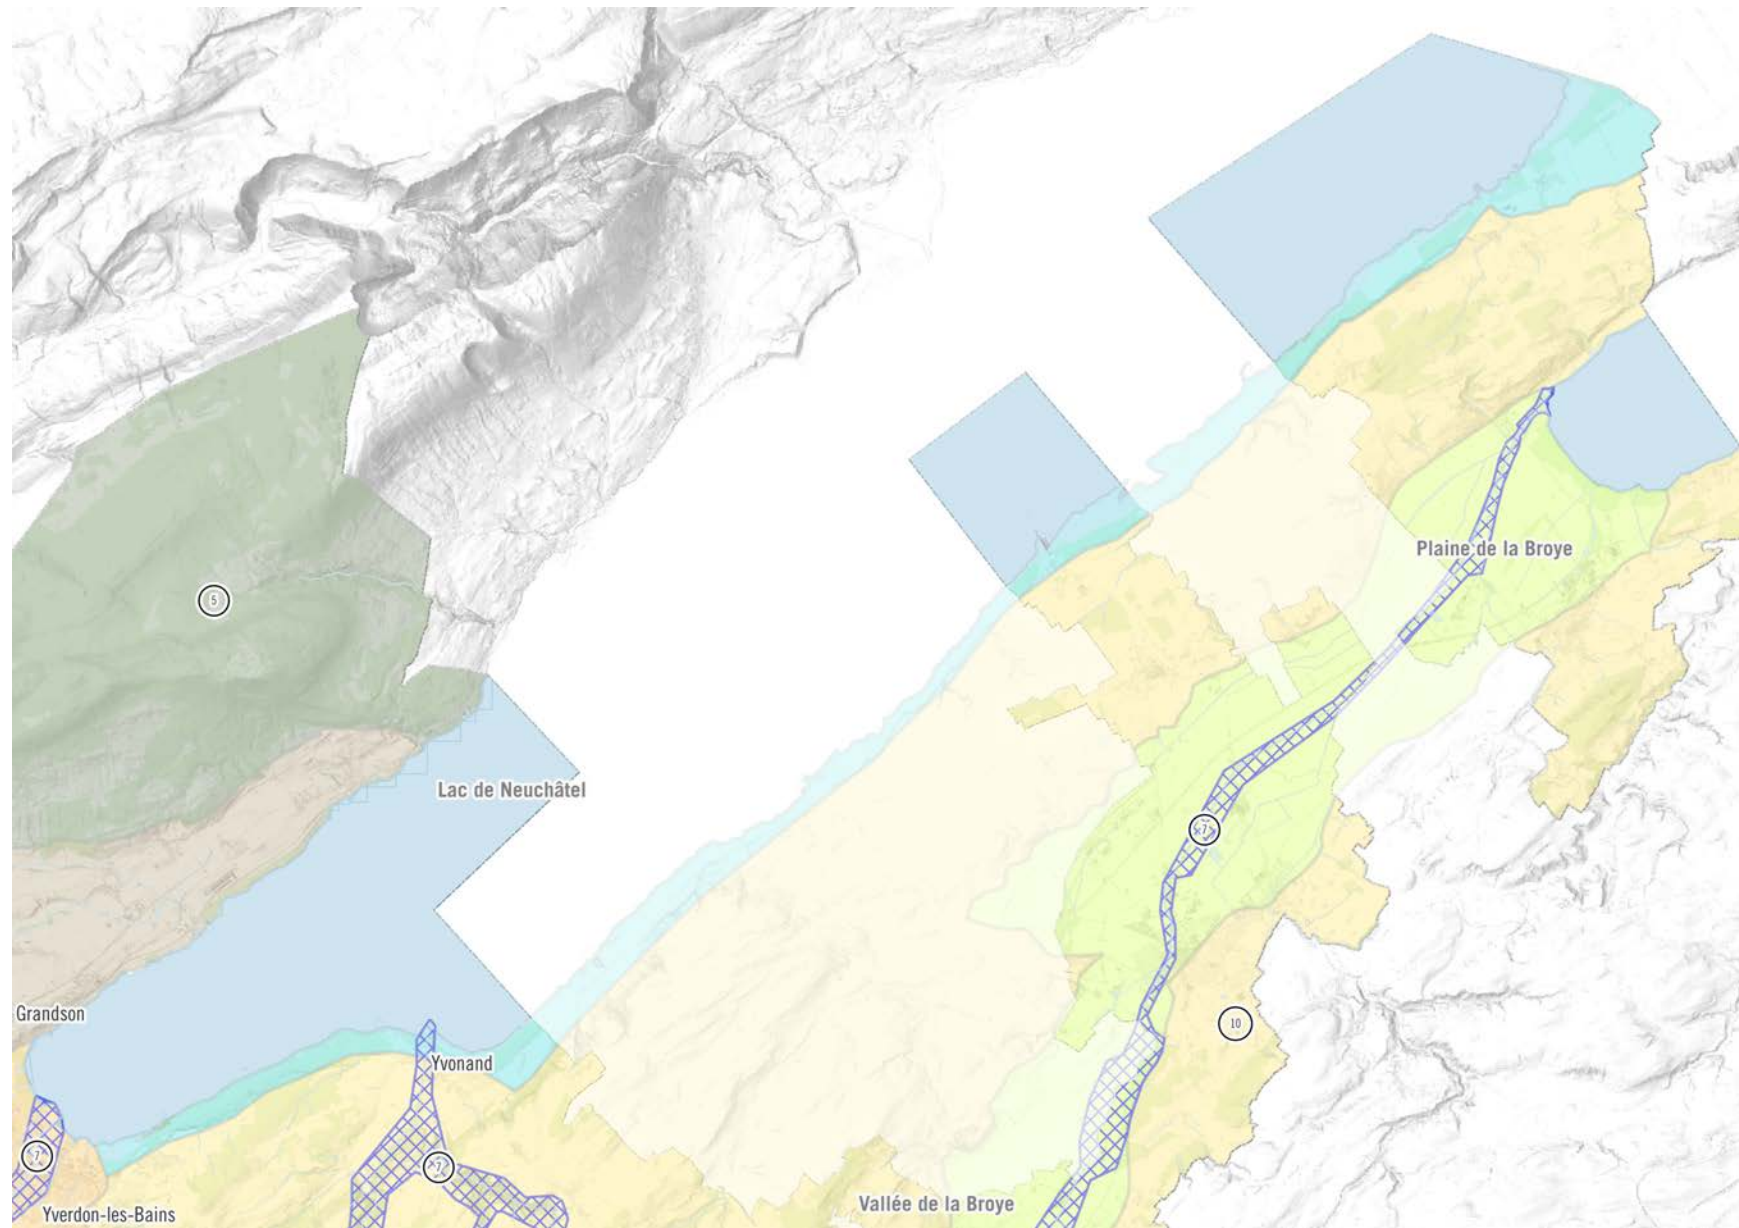 5
Plaine de la Broye
Lac de Neuchâtel
7
Grandson
10
Yvonand
7
7
Yverdon-les-Bains
Vallée de la Broye